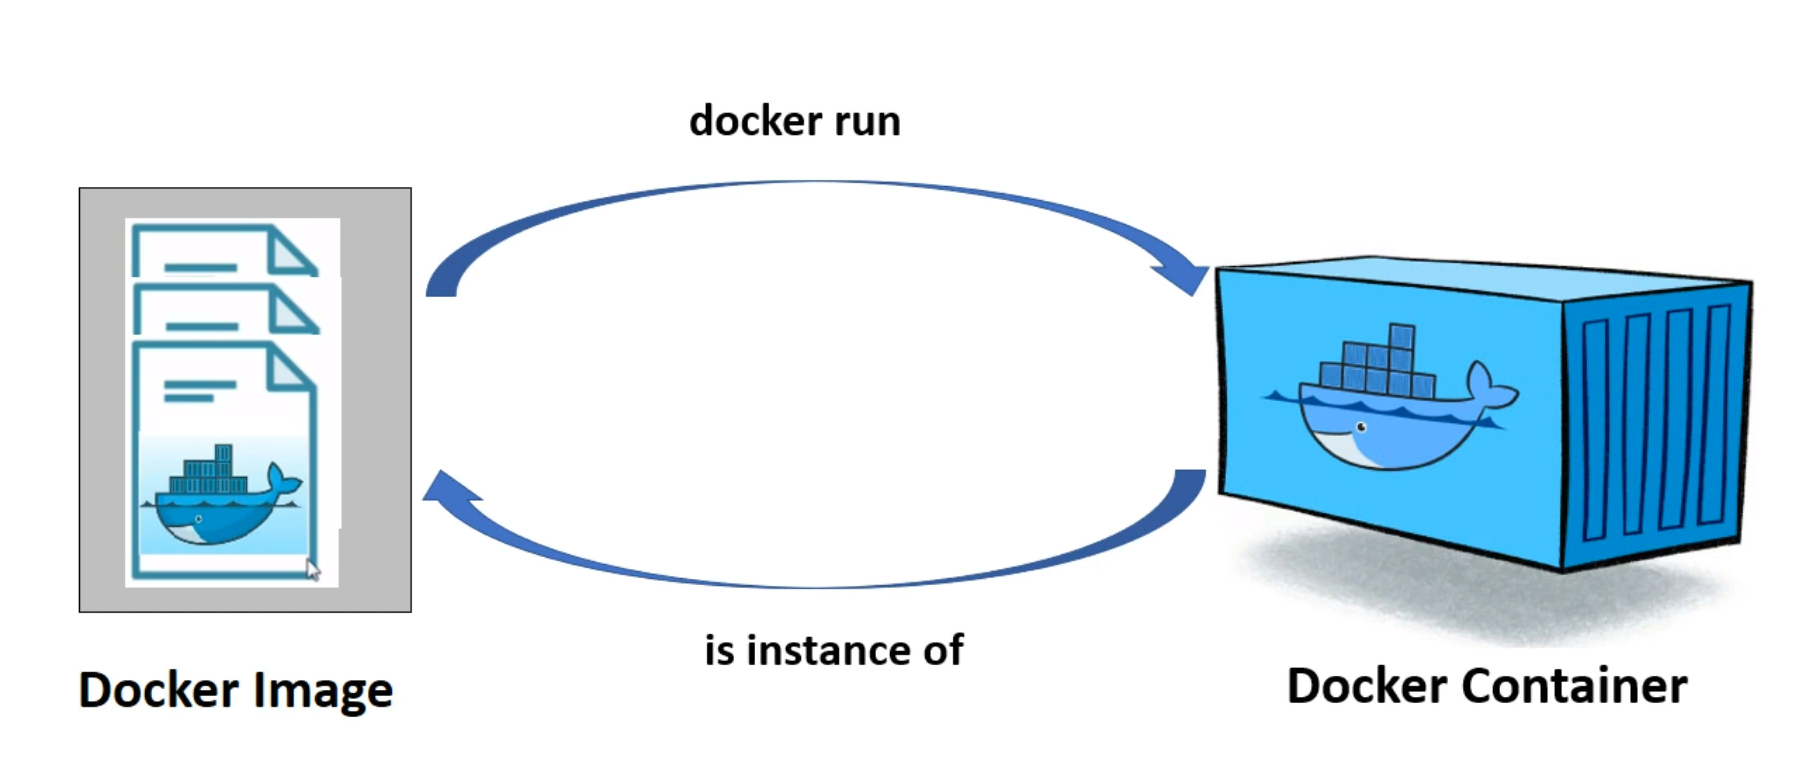 docker run
is instance of
Docker Image
Docker Container